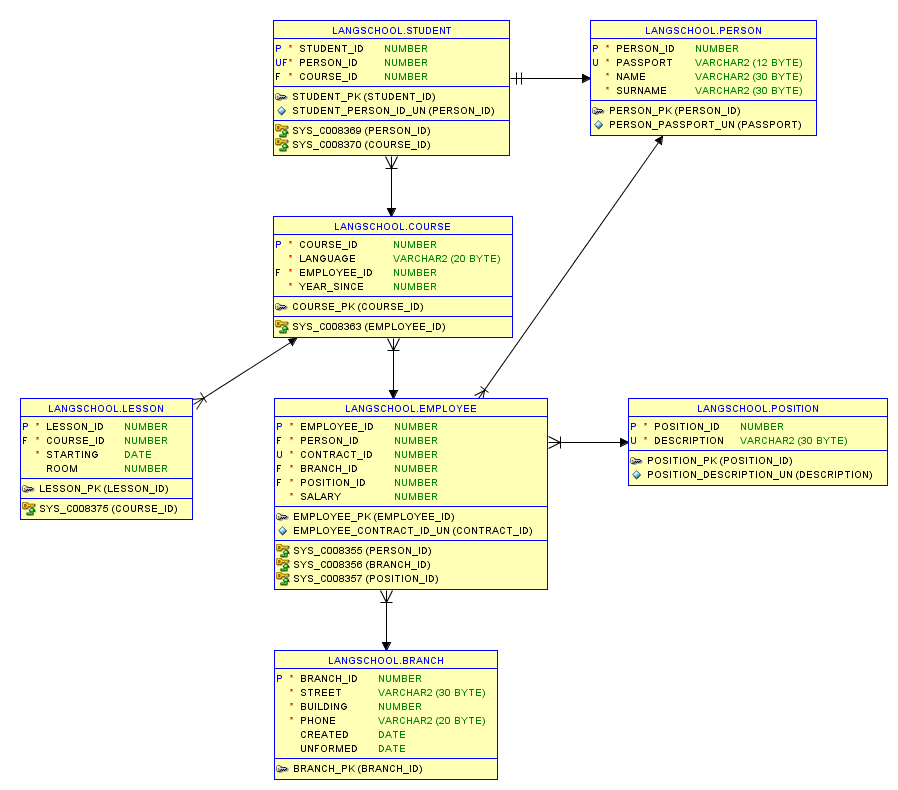 LANGSCHOOL.STUDENT
P * STUDENT_ID NUMBER
UF* PERSON_ID NUMBER
F * COURSE_ID NUMBER
STUDENT_PK (STUDENT_ID)
STUDENT_PERSON_ID_UN (PERSON_ID)
SYS_C008369 (PERSON_ID)
SYS_C008370 (COURSE_ID)
LANGSCHOOL.PERSON
P * PERSON_ID NUMBER
U * PASSPORT VARCHAR2 (12 BYTE)
* NAME VARCHAR2 (30 BYTE)
* SURNAME VARCHAR2 (30 BYTE)
PERSON_PK (PERSON_ID)
PERSON_PASSPORT_UN (PASSPORT)
LANGSCHOOL.COURSE
P * COURSE_ID NUMBER
* LANGUAGE VARCHAR2 (20 BYTE)
F * EMPLOYEE_ID NUMBER
* YEAR_SINCE NUMBER
COURSE_PK (COURSE_ID)
SYS_C008363 (EMPLOYEE_ID)
LANGSCHOOL.LESSON
P * LESSON_ID NUMBER
F * COURSE_ID NUMBER
* STARTING DATE
ROOM NUMBER
LESSON_PK (LESSON_ID)
SYS_C008375 (COURSE_ID)
LANGSCHOOL.EMPLOYEE
P * EMPLOYEE_ID NUMBER
F * PERSON_ID NUMBER
U * CONTRACT_ID NUMBER
F * BRANCH_ID NUMBER
F * POSITION_ID NUMBER
* SALARY NUMBER
EMPLOYEE_PK (EMPLOYEE_ID)
EMPLOYEE_CONTRACT_ID_UN (CONTRACT_ID)
SYS_C008355 (PERSON_ID)
SYS_C008356 (BRANCH_ID)
SYS_C008357 (POSITION_ID)
LANGSCHOOL.POSITION
P * POSITION_ID NUMBER
U * DESCRIPTION VARCHAR2 (30 BYTE)
POSITION_PK (POSITION_ID)
POSITION_DESCRIPTION_UN (DESCRIPTION)
LANGSCHOOL.BRANCH
P * BRANCH_ID NUMBER
* STREET VARCHAR2 (30 BYTE)
* BUILDING NUMBER
* PHONE VARCHAR2 (20 BYTE)
CREATED DATE
UNFORMED DATE
BRANCH_PK (BRANCH_ID)